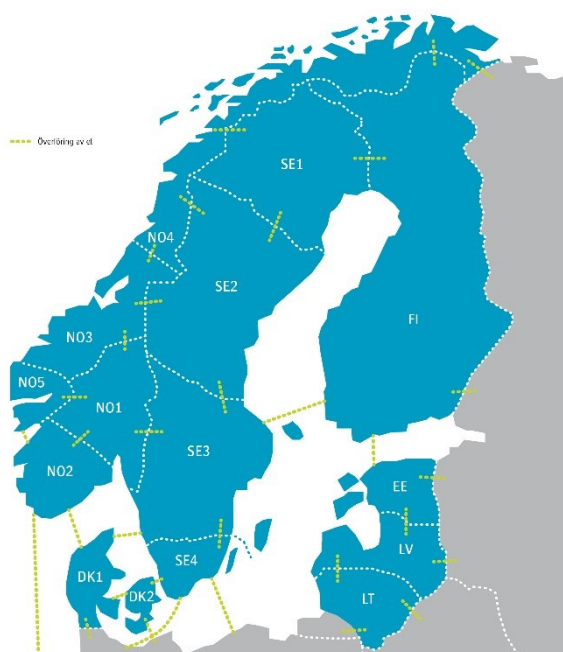 Överföring av el
SE1
NO4
SE2
FI
NO3
NO5
NO1
SE3
NO2
EE
SE4
LV
DK1
DK2
LT